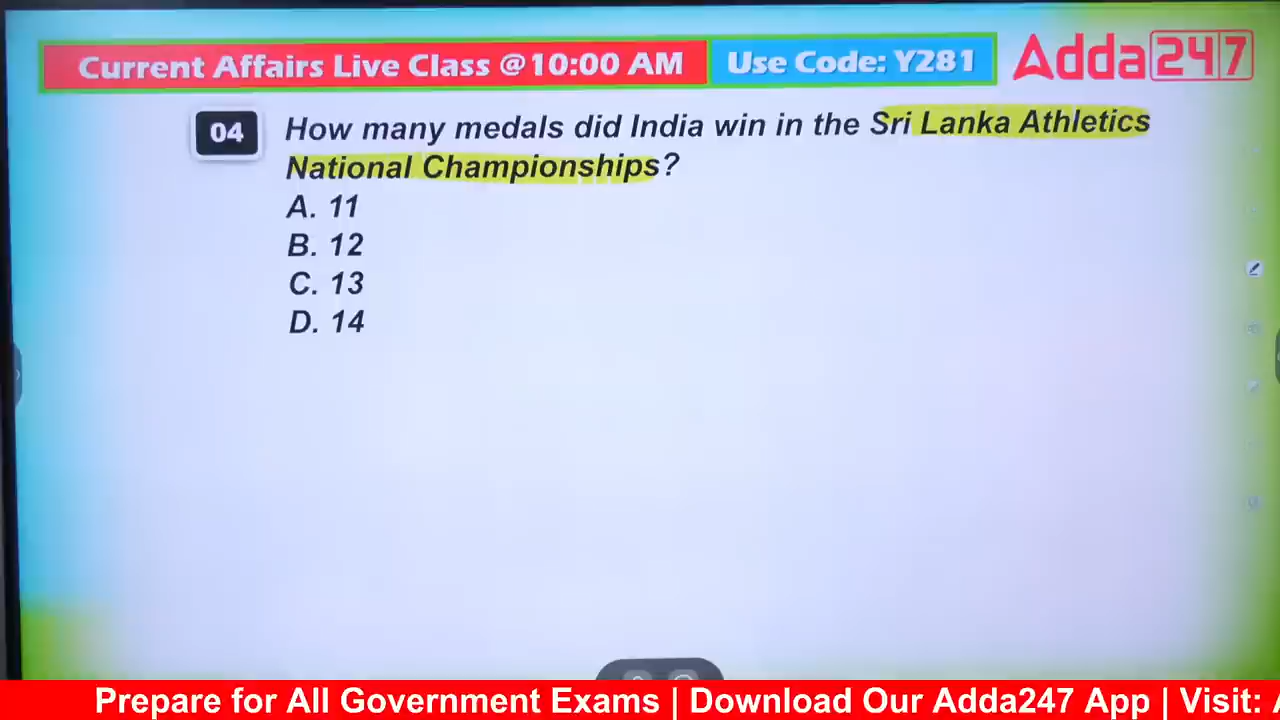 Current Affairs Live Class @10:00 AM
Use Code: Y281
Adda247
04
How many medals did India win in the Sri Lanka Athletics
National Championships?
A. 11
B. 12
C. 13
D. 14
Prepare for All Government Exams | Download Our Adda247 App | Visit: